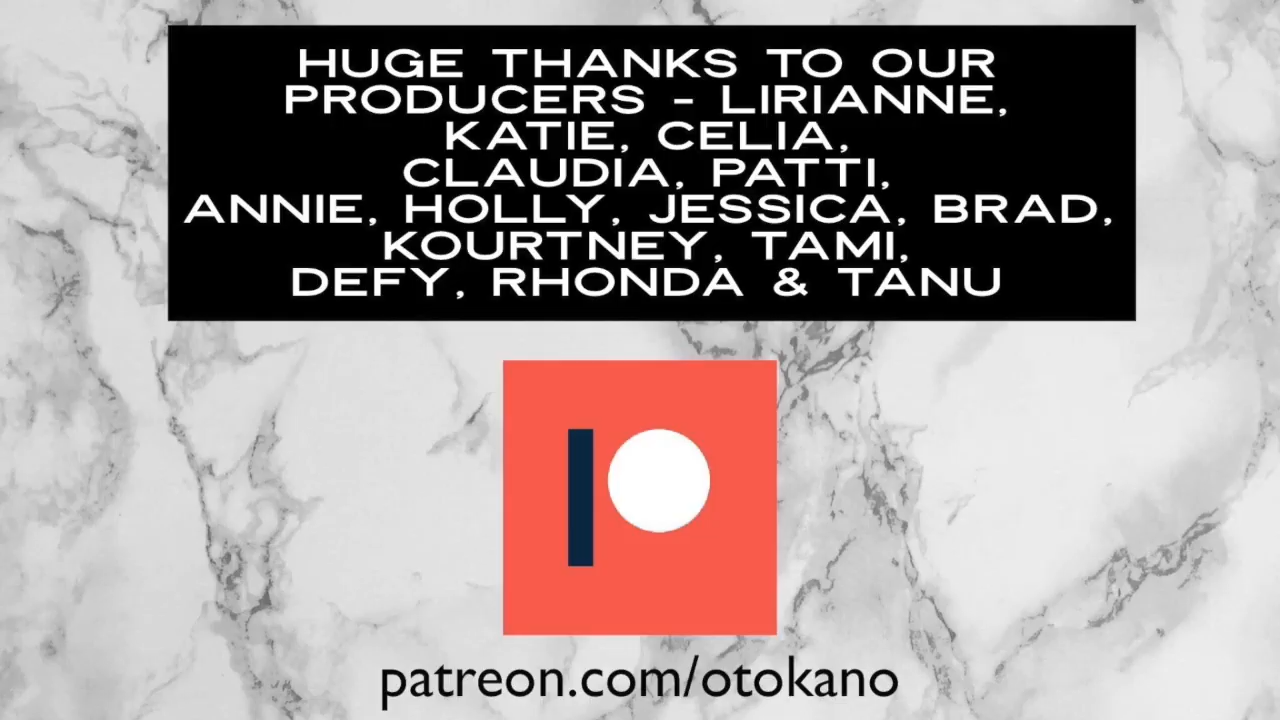 HUGE THANKS TO OUR
PRODUCERS - LIRIANNE,
KATIE, CELIA,
CLAUDIA, PATTI,
ANNIE, HOLLY, JESSICA, BRAD,
KOURTNEY, TAMI,
DEFY, RHONDA & TANU
patreon.com/otokano